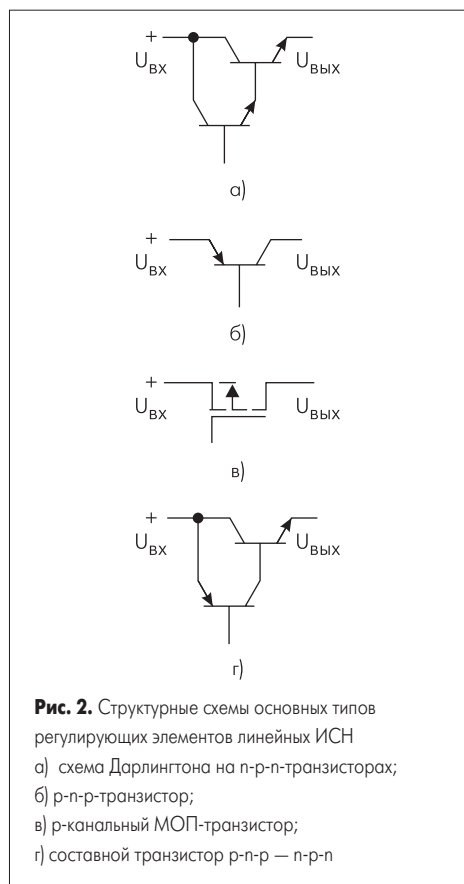 +
U_ВХ U_ВЫХ
а)
+
U_ВХ U_ВЫХ
б)
+
U_ВХ U_ВЫХ
в)
+
U_ВХ U_ВЫХ
г)
Рис. 2. Структурные схемы основных типов
регулирующих элементов линейных ИСН
а) схема Дарлингтона на n-p-n-транзисторах;
б) p-n-p-транзистор;
в) p-канальный МОП-транзистор;
г) составной транзистор p-n-p — n-p-n